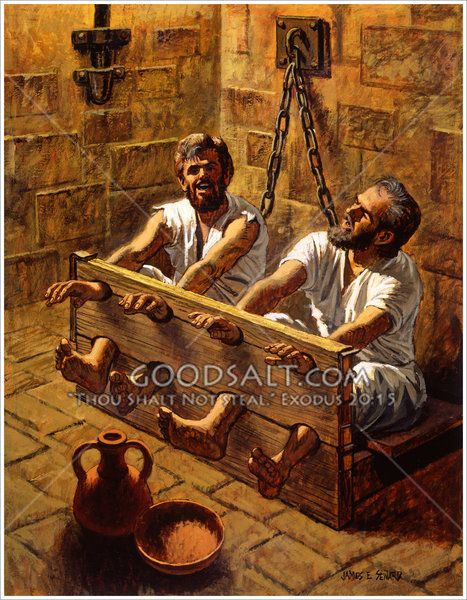 GOODSALT.COM
"THOU SHALT NOT STEAL." EXODUS 20:15
JAMES E. SEWARD